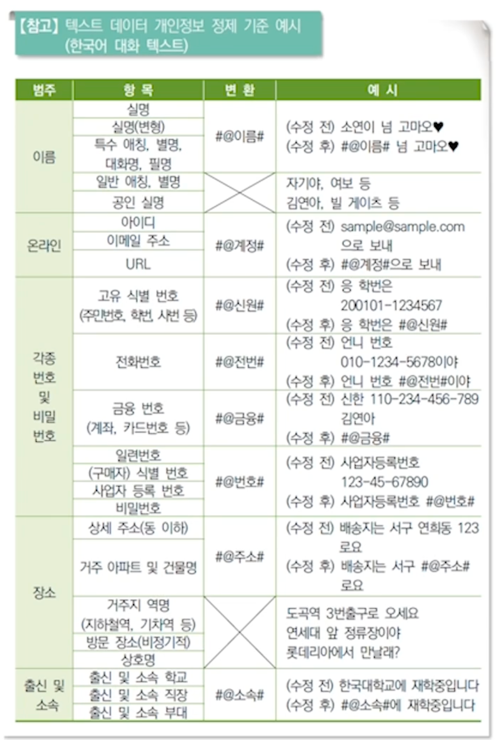 【참고】 텍스트 데이터 개인정보 정제 기준 예시
(한국어 대화 텍스트)
범주 항 목 변 환 예 시
이름
실명
실명(변형)
특수 애칭, 별명,
대화명, 필명
#@이름#
(수정 전) 소연이 넘 고마오♥
(수정 후) #@이름# 넘 고마오♥
일반 애칭, 별명
공인 실명
자기야, 여보 등
김연아, 빌 게이츠 등
온라인
아이디
이메일 주소
URL
#@계정#
(수정 전) sample@sample.com
으로 보내
(수정 후) #@계정#으로 보내
각종
번호
및
비밀
번호
고유 식별 번호
(주민번호, 학번, 사번 등)
#@신원#
(수정 전) 응 학번은
200101-1234567
(수정 후) 응 학번은 #@신원#
전화번호
#@전번#
(수정 전) 언니 번호
010-1234-5678이야
(수정 후) 언니 번호 #@전번#이야
금융 번호
(계좌, 카드번호 등)
#@금융#
(수정 전) 신한 110-234-456-789
김연아
(수정 후) #@금융#
일련번호
(구매자) 식별 번호
사업자 등록 번호
비밀번호
#@번호#
(수정 전) 사업자등록번호
123-45-67890
(수정 후) 사업자등록번호 #@번호#
장소
상세 주소(동 이하)
거주 아파트 및 건물명
#@주소#
(수정 전) 배송지는 서구 연희동 123
로요
(수정 후) 배송지는 서구 #@주소#
로요
거주지 역명
(지하철역, 기차역 등)
방문 장소(비정기적)
상호명
도곡역 3번출구로 오세요
연세대 앞 정류장이야
롯데리아에서 만날래?
출신 및
소속
출신 및 소속 학교
출신 및 소속 직장
출신 및 소속 부대
#@소속#
(수정 전) 한국대학교에 재학중입니다
(수정 후) #@소속#에 재학중입니다